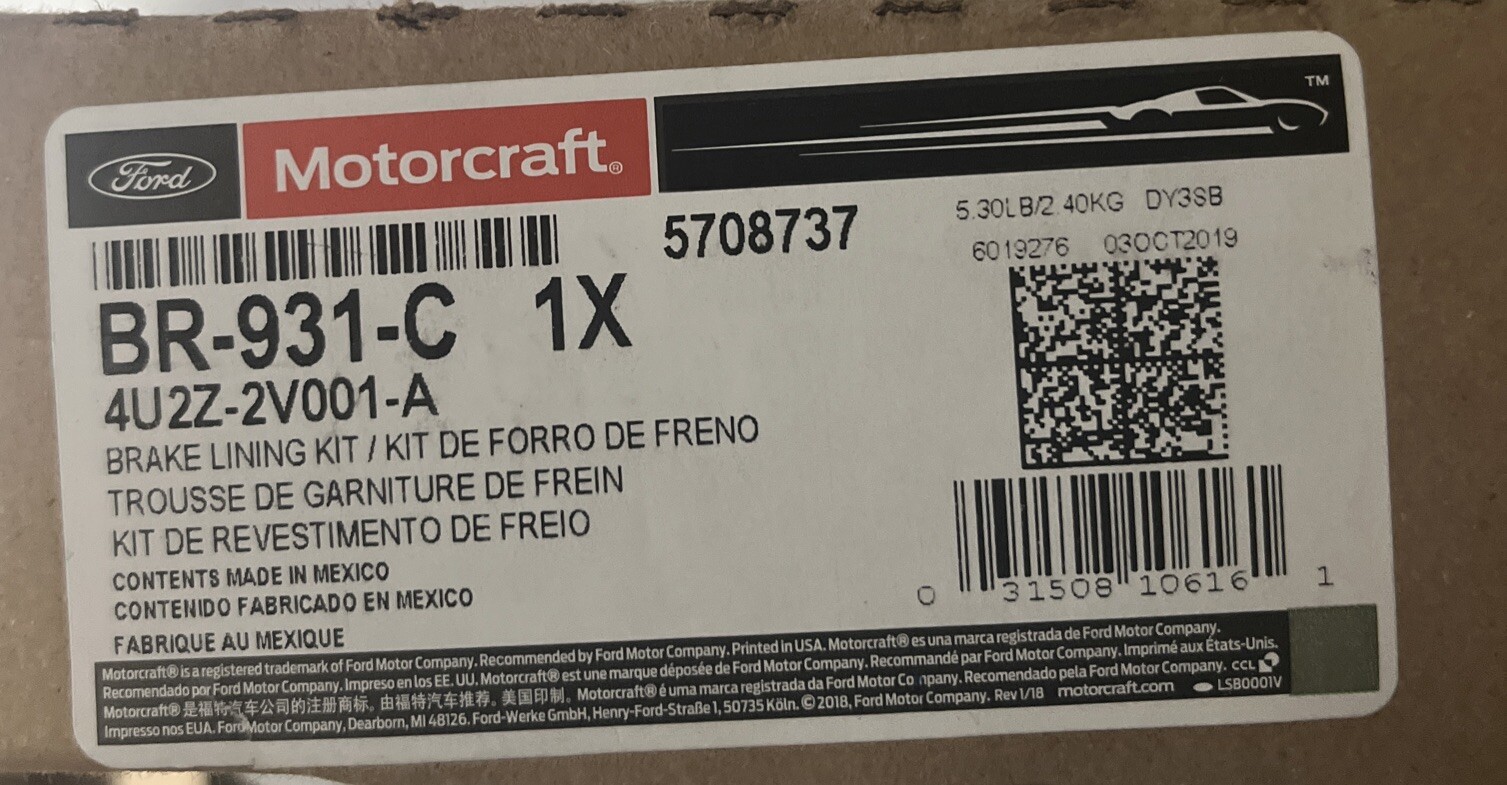 Ford Motorcraft® TM
5708737
5.30LB/2.40KG DY3SB
6019276 03OCT2019
BR-931-C 1X
4U2Z-2V001-A
BRAKE LINING KIT / KIT DE FORRO DE FRENO
TROUSSE DE GARNITURE DE FREIN
KIT DE REVESTIMENTO DE FREIO
CONTENTS MADE IN MEXICO
CONTENIDO FABRICADO EN MEXICO
FABRIQUE AU MEXIQUE
0 31508 10616 1
Motorcraft® is a registered trademark of Ford Motor Company. Recommended by Ford Motor Company. Printed in USA. Motorcraft® es una marca registrada de Ford Motor Company.
Recomendado por Ford Motor Company. Impreso en los EE. UU. Motorcraft® est une marque déposée de Ford Motor Company. Recommandé par Ford Motor Company. Imprimé aux États-Unis.
Motorcraft® 是福特汽车公司的注册商标。由福特汽车推荐。美国印制。Motorcraft® é uma marca registrada da Ford Motor Company. Recomendado pela Ford Motor Company. CCL
Impresso nos EUA. Ford Motor Company, Dearborn, MI 48126. Ford-Werke GmbH, Henry-Ford-Straße 1, 50735 Köln. © 2018, Ford Motor Company. Rev 1/18 motorcraft.com LSB0001V